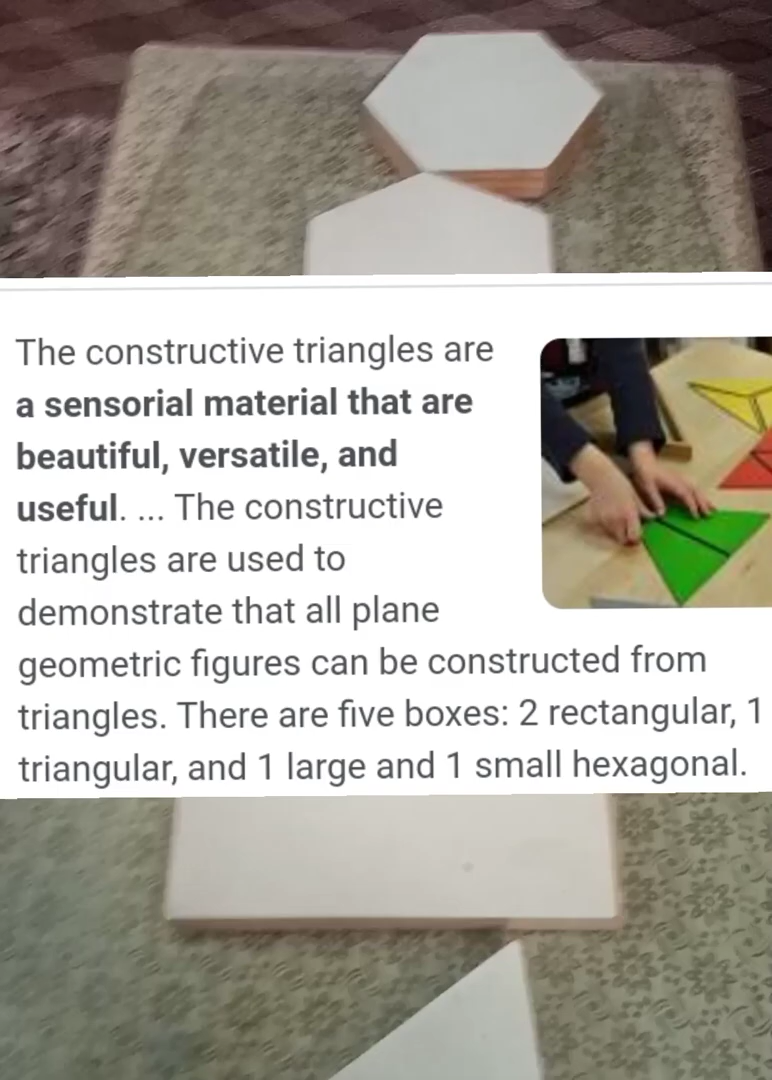 The constructive triangles are
a sensorial material that are
beautiful, versatile, and
useful. ... The constructive
triangles are used to
demonstrate that all plane
geometric figures can be constructed from
triangles. There are five boxes: 2 rectangular, 1
triangular, and 1 large and 1 small hexagonal.